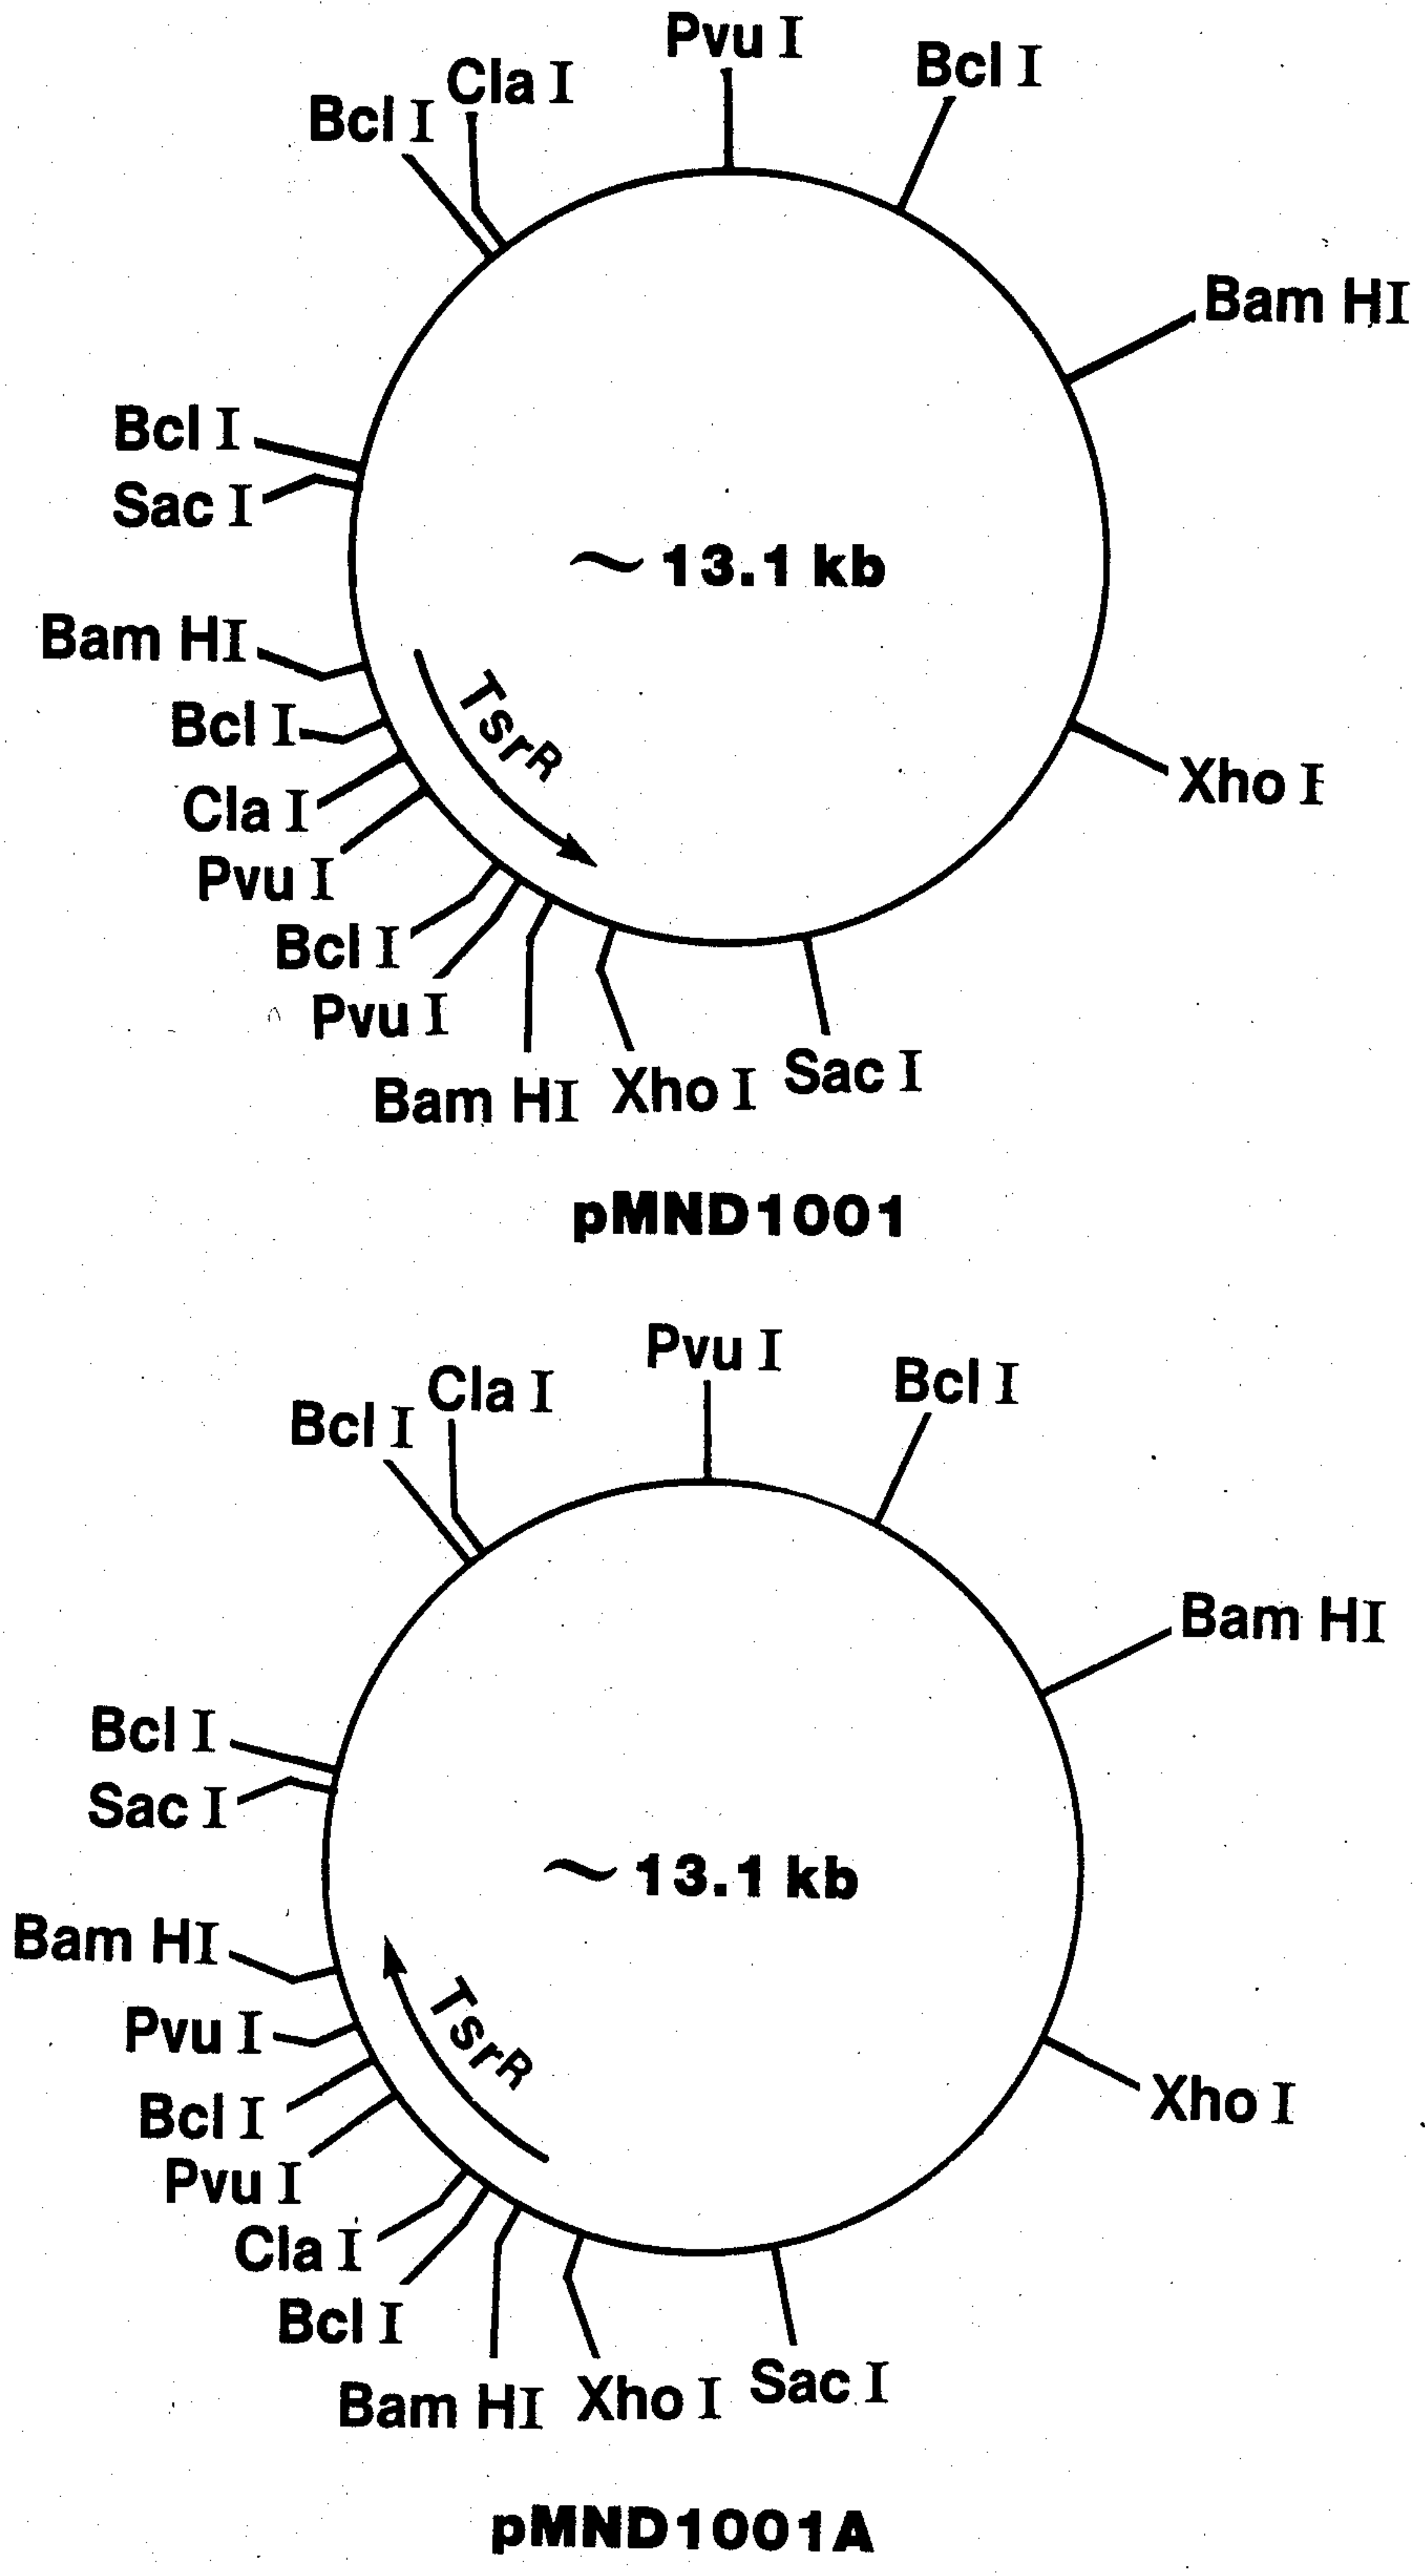 Pvu I
Bcl I
Cla I
Bcl I
Bam HI
Bcl I
Sac I
~ 13.1 kb
Bam HI
TsrR
Bcl I
Xho I
Cla I
Pvu I
Bcl I
Pvu I
Bam HI Xho I Sac I
pMND1001
Pvu I
Bcl I
Cla I
Bcl I
Bam HI
Bcl I
Sac I
~ 13.1 kb
Bam HI
TsrR
Pvu I
Xho I
Bcl I
Pvu I
Cla I
Bcl I
Bam HI Xho I Sac I
pMND1001A